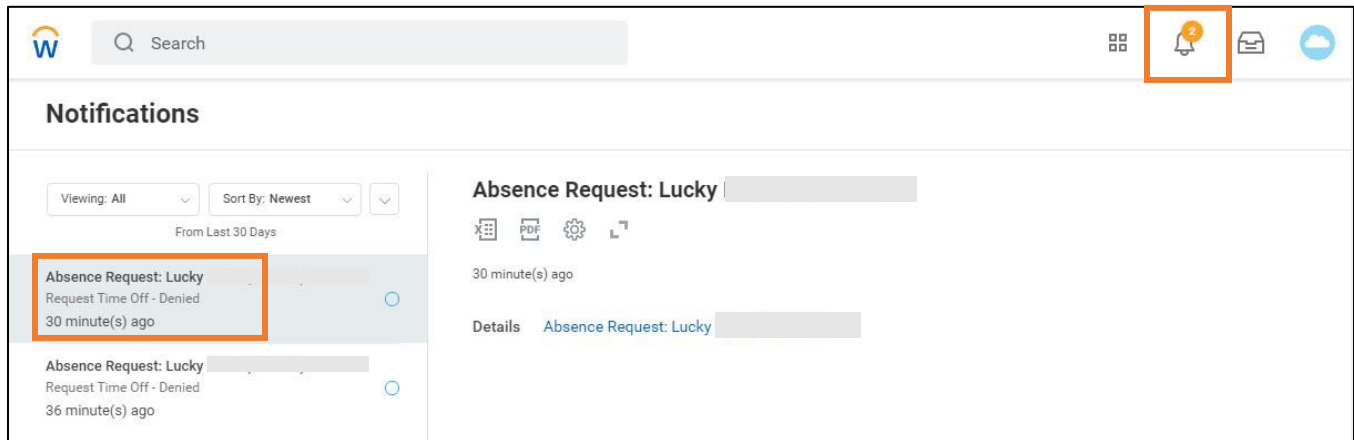 W
Search
2
Notifications
Viewing: All
Sort By: Newest
From Last 30 Days
Absence Request: Lucky
Request Time Off - Denied
30 minute(s) ago
Absence Request: Lucky
Request Time Off - Denied
36 minute(s) ago
Absence Request: Lucky
X PDF
30 minute(s) ago
Details Absence Request: Lucky